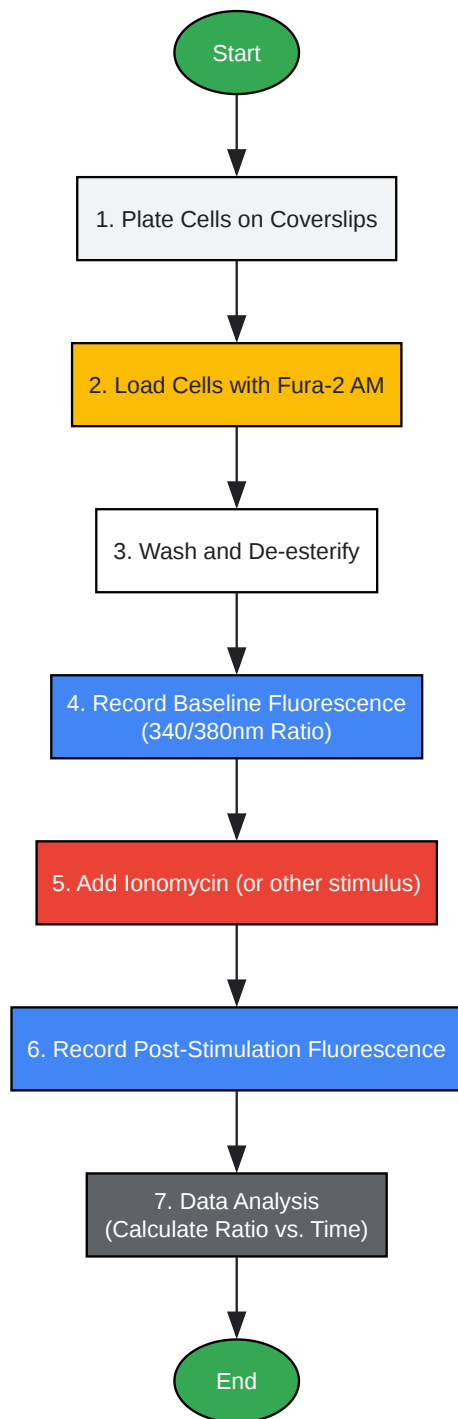 Start
1. Plate Cells on Coverslips
2. Load Cells with Fura-2 AM
3. Wash and De-esterify
4. Record Baseline Fluorescence
(340/380nm Ratio)
5. Add Ionomycin (or other stimulus)
6. Record Post-Stimulation Fluorescence
7. Data Analysis
(Calculate Ratio vs. Time)
End